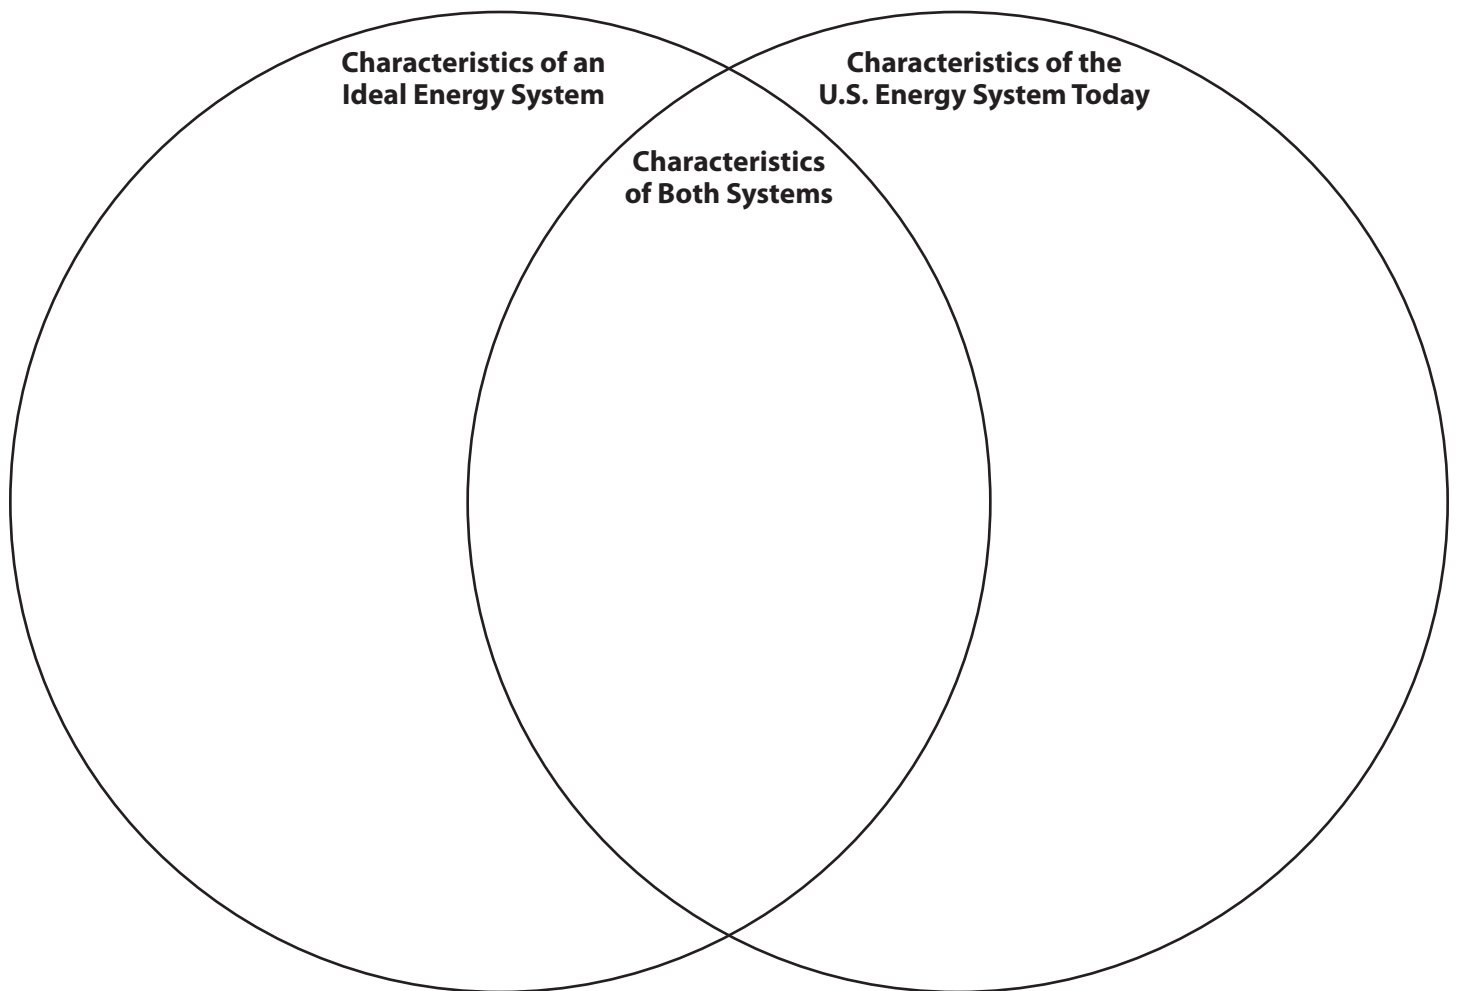 Characteristics of an
Ideal Energy System
Characteristics of the
U.S. Energy System Today
Characteristics
of Both Systems